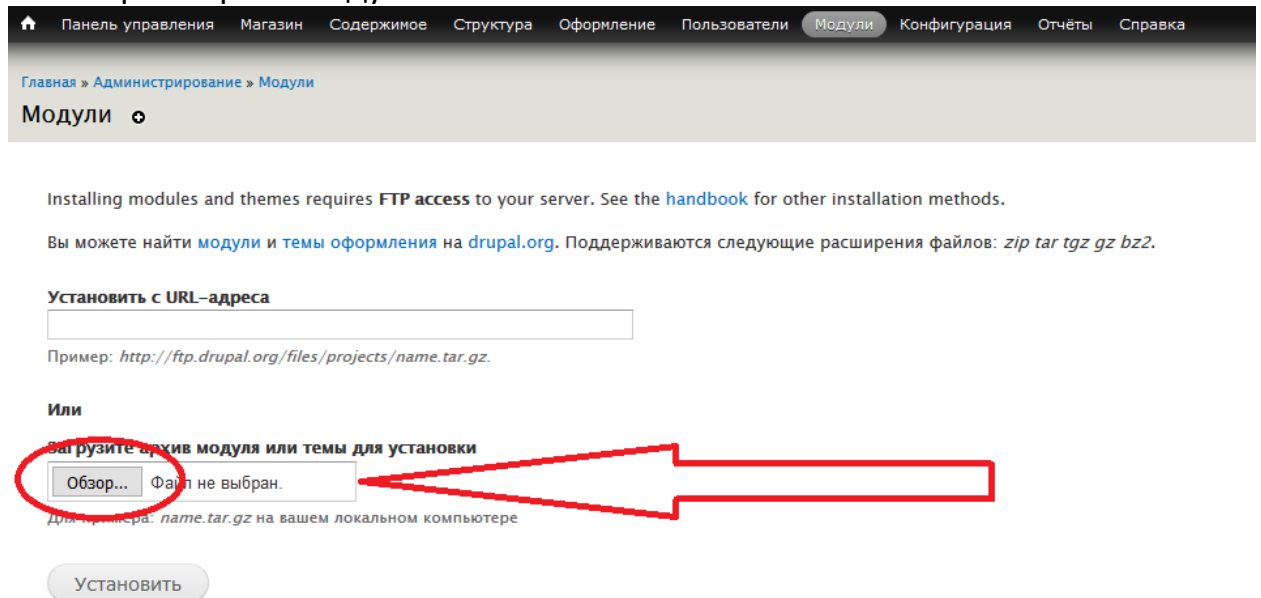 Панель управления Магазин Содержимое Структура Оформление Пользователи Модули Конфигурация Отчёты Справка
Главная » Администрирование » Модули
Модули
Installing modules and themes requires FTP access to your server. See the handbook for other installation methods.
Вы можете найти модули и темы оформления на drupal.org. Поддерживаются следующие расширения файлов: zip tar tgz gz bz2.
Установить с URL-адреса
Пример: http://ftp.drupal.org/files/projects/name.tar.gz.
Или
Загрузите архив модуля или темы для установки
Обзор... Файл не выбран.
Для примера: name.tar.gz на вашем локальном компьютере
Установить